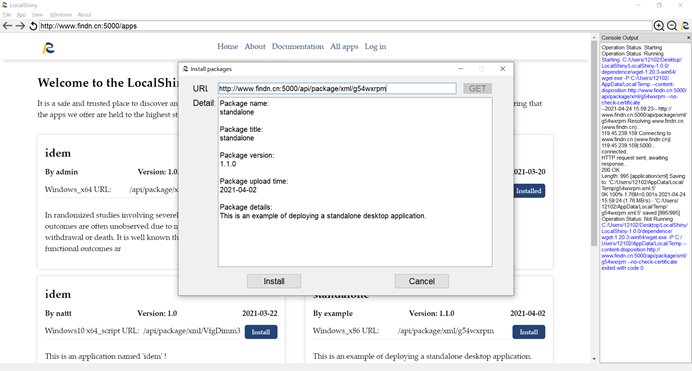 LocalShiny
File App View Windows About
http://www.findn.cn:5000/apps
Home About Documentation All apps Log in
Welcome to the LocalShin
It is a safe and trusted place to discover an
ring that
the apps we offer are held to the highest st
idem
By admin Version: 1.0.
Windows_x64 URL: /api/package/x
In randomized studies involving severel
outcomes are often unobserved due to m
withdrawal or death. It is well known th
functional outcomes ar
2021-03-20
Installed
Install packages
URL http://www.findn.cn:5000/api/package/xml/g54wxrpm GET
Detail:
Package name:
standalone
Package title:
standalone
Package version:
1.1.0
Package upload time:
2021-04-02
Package details:
This is an example of deploying a standalone desktop application.
Install Cancel
idem
By nattt Version: 1.0 2021-03-22
Windows10 x64_script URL: /api/package/xml/VfgDimm3 Install
This is an application named 'idem' !
standalone
By example Version: 1.1.0 2021-04-02
Windows_x86 URL: /api/package/xml/g54wxrpm Install
This is an example of deploying a standalone desktop application.
Console Output
Operation Status: Starting
Operation Status: Running
Starting: C:/Users/12102/Desktop/
LocalShiny/LocalShiny-1.0.0/
dependence/wget-1.20.3-win64/
wget.exe -P C:/Users/12102/
AppData/Local/Temp --content-
disposition http://www.findn.cn:5000/
api/package/xml/g54wxrpm --no-
check-certificate
--2021-04-24 15:59:23-- http://
www.findn.cn:5000/api/package/xml/
g54wxrpm Resolving www.findn.cn
(www.findn.cn)...
119.45.239.159 Connecting to
www.findn.cn (www.findn.cn)|
119.45.239.159|:5000...
connected.
HTTP request sent, awaiting
response...
200 OK
Length: 995 [application/xml] Saving
to: 'C:/Users/12102/AppData/Local/
Temp/g54wxrpm.xml.5'
0K 100% 1.76M=0.001s 2021-04-24
15:59:24 (1.76 MB/s) - 'C:/Users/
12102/AppData/Local/Temp/
g54wxrpm.xml.5' saved [995/995]
Operation Status: Not Running
C:/Users/12102/Desktop/LocalShiny/
LocalShiny-1.0.0/dependence/
wget-1.20.3-win64/wget.exe -P C:/
Users/12102/AppData/Local/Temp --
content-disposition http://
www.findn.cn:5000/api/package/xml/
g54wxrpm --no-check-certificate
exited with code 0